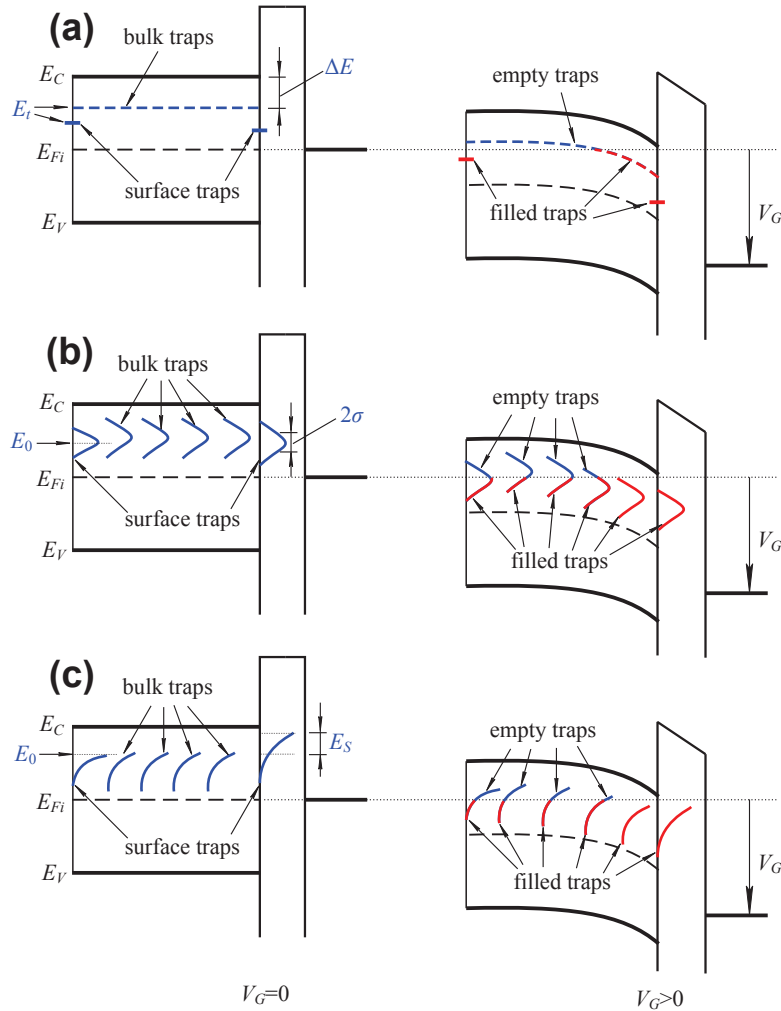 (a)
bulk traps
E_C
ΔE
E_t
E_Fi
surface traps
E_V
empty traps
filled traps
V_G
(b)
bulk traps
E_C
E_0
2σ
E_Fi
surface traps
E_V
empty traps
filled traps
V_G
(c)
bulk traps
E_C
E_0
E_S
E_Fi
surface traps
E_V
empty traps
filled traps
V_G
V_G=0
V_G>0